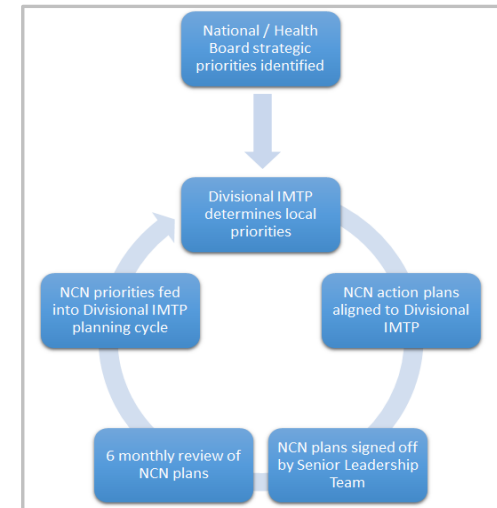 National / Health
Board strategic
priorities identified
Divisional IMTP
determines local
priorities
NCN action plans
aligned to Divisional
IMTP
NCN plans signed off
by Senior Leadership
Team
6 monthly review of
NCN plans
NCN priorities fed
into Divisional IMTP
planning cycle